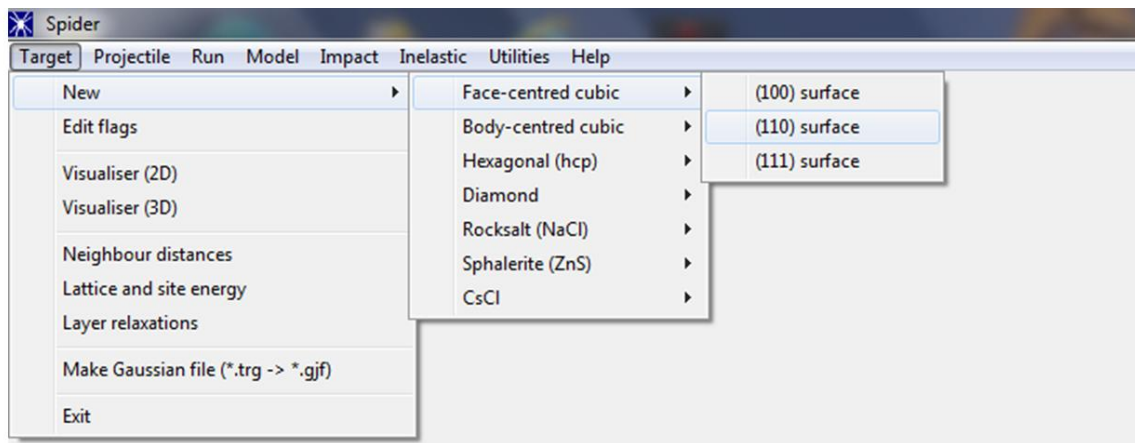 Spider
Target Projectile Run Model Impact Inelastic Utilities Help
New
Edit flags
Visualiser (2D)
Visualiser (3D)
Neighbour distances
Lattice and site energy
Layer relaxations
Make Gaussian file (*.trg -> *.gjf)
Exit
Face-centred cubic
Body-centred cubic
Hexagonal (hcp)
Diamond
Rocksalt (NaCl)
Sphalerite (ZnS)
CsCl
(100) surface
(110) surface
(111) surface